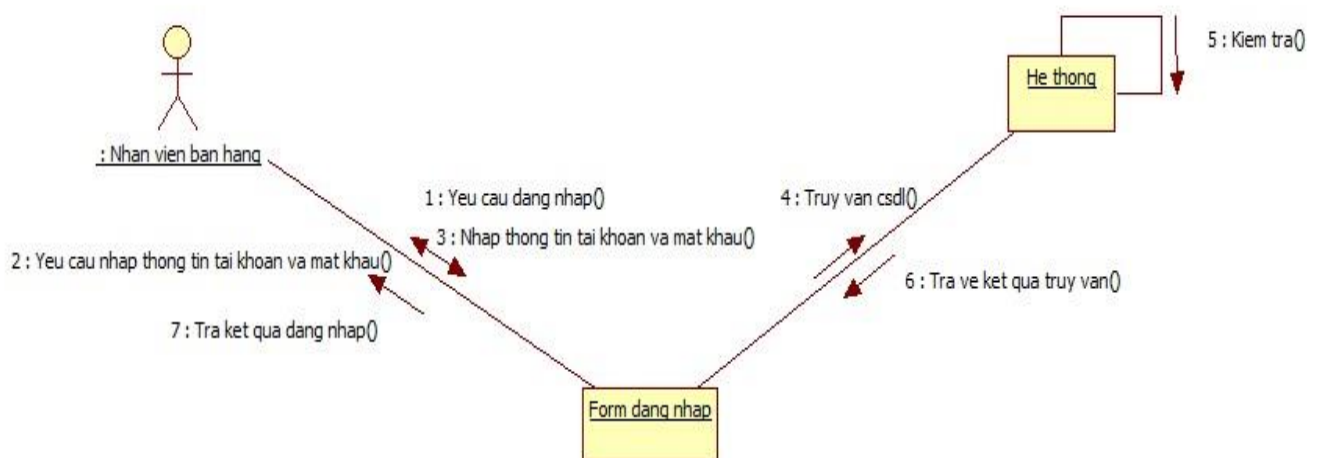 5 : Kiem tra()
He thong
: Nhan vien ban hang
1 : Yeu cau dang nhap()
4 : Truy van csdl()
3 : Nhap thong tin tai khoan va mat khau()
2 : Yeu cau nhap thong tin tai khoan va mat khau()
6 : Tra ve ket qua truy van()
7 : Tra ket qua dang nhap()
Form dang nhap